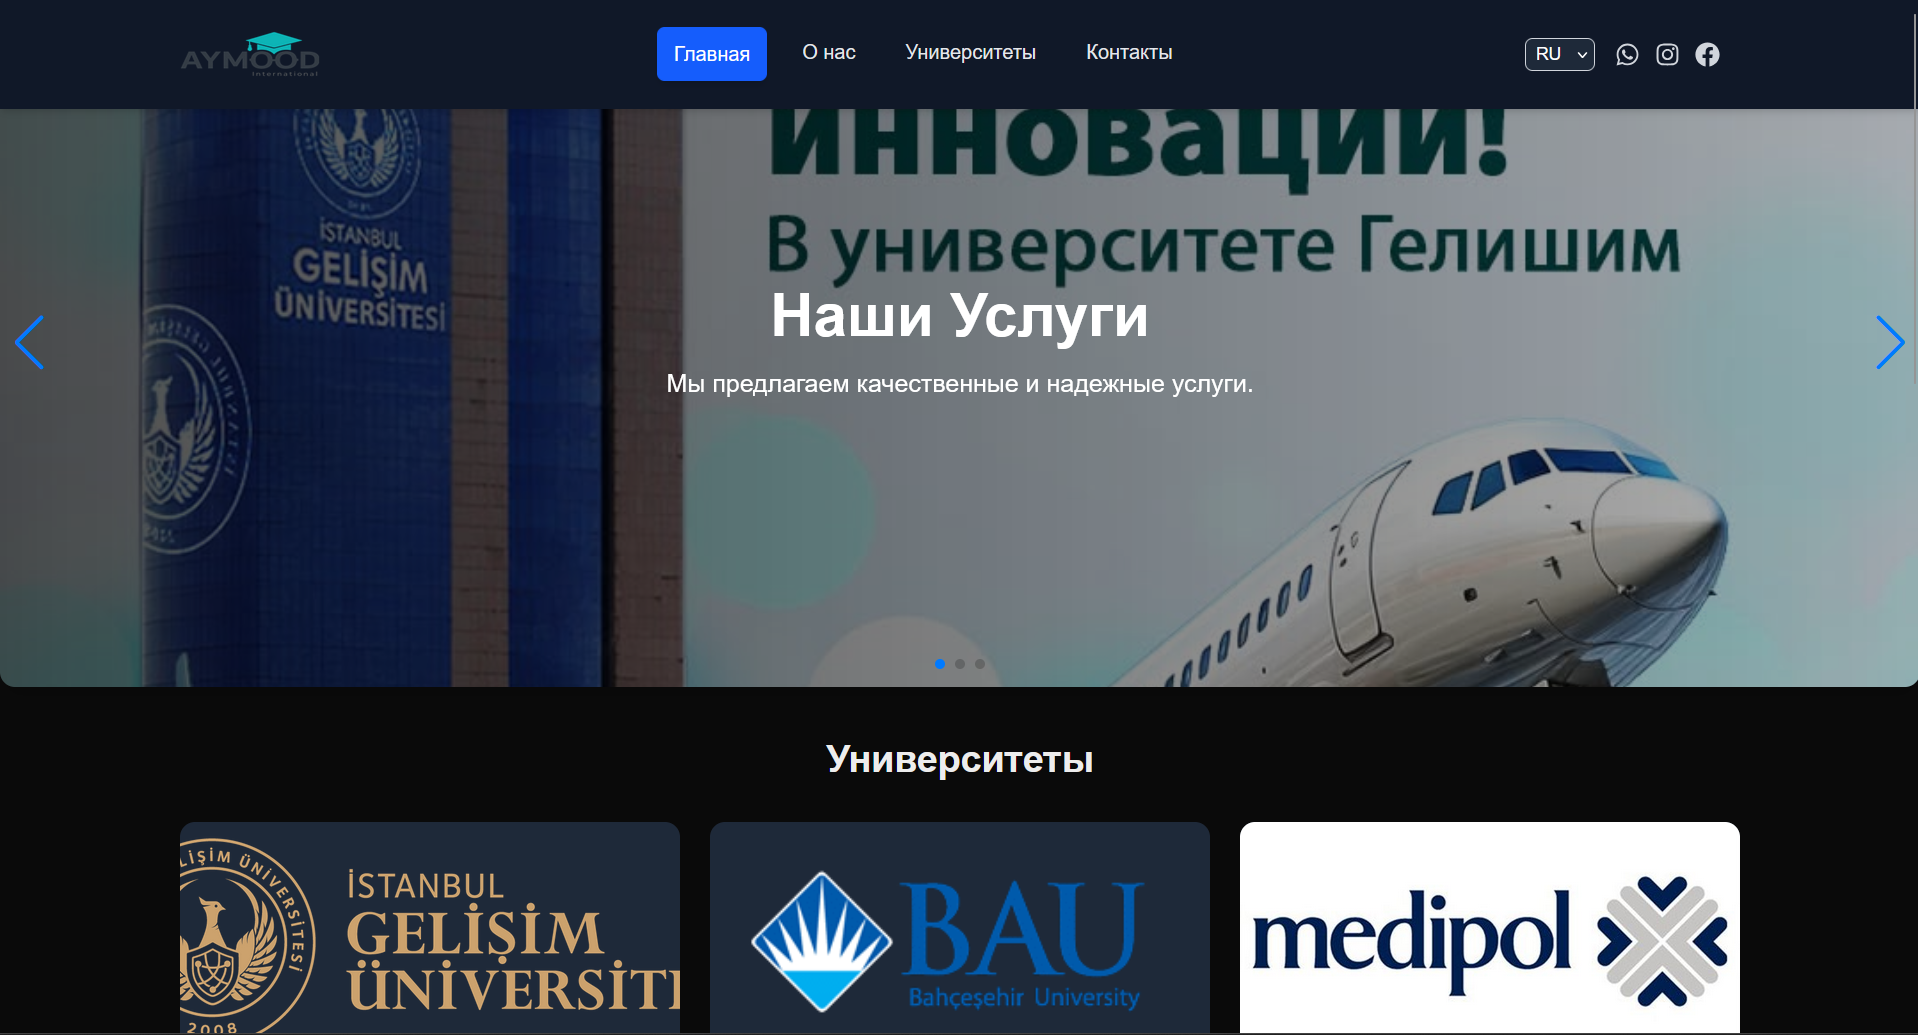 AYMOOD
International
Главная
О нас
Университеты
Контакты
RU
инновации!
В университете Гелишим
İSTANBUL
GELİŞİM
ÜNİVERSİTESİ
Наши Услуги
Мы предлагаем качественные и надежные услуги.
Университеты
İSTANBUL
GELİŞİM
ÜNİVERSİTE
LİŞİM ÜNİVERSİTESİ
2008
BAU
Bahçeşehir University
medipol